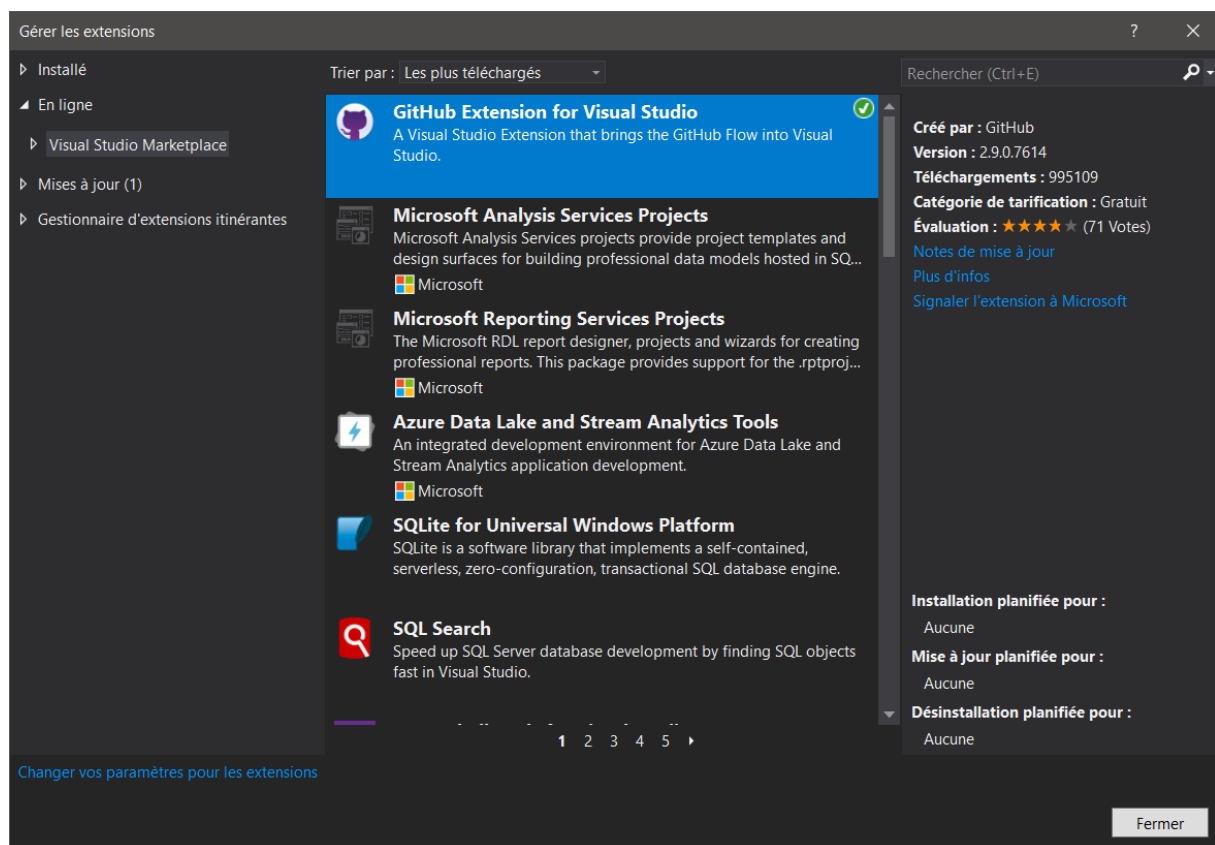 Gérer les extensions
?
Installé
En ligne
Visual Studio Marketplace
Mises à jour (1)
Gestionnaire d'extensions itinérantes
Changer vos paramètres pour les extensions
Trier par : Les plus téléchargés
GitHub Extension for Visual Studio
A Visual Studio Extension that brings the GitHub Flow into Visual
Studio.
Microsoft Analysis Services Projects
Microsoft Analysis Services projects provide project templates and
design surfaces for building professional data models hosted in SQ...
Microsoft
Microsoft Reporting Services Projects
The Microsoft RDL report designer, projects and wizards for creating
professional reports. This package provides support for the .rptproj...
Microsoft
Azure Data Lake and Stream Analytics Tools
An integrated development environment for Azure Data Lake and
Stream Analytics application development.
Microsoft
SQLite for Universal Windows Platform
SQLite is a software library that implements a self-contained,
serverless, zero-configuration, transactional SQL database engine.
SQL Search
Speed up SQL Server database development by finding SQL objects
fast in Visual Studio.
1 2 3 4 5
Rechercher (Ctrl+E)
Créé par : GitHub
Version : 2.9.0.7614
Téléchargements : 995109
Catégorie de tarification : Gratuit
Évaluation : ★★★★★ (71 Votes)
Notes de mise à jour
Plus d'infos
Signaler l'extension à Microsoft
Installation planifiée pour :
Aucune
Mise à jour planifiée pour :
Aucune
Désinstallation planifiée pour :
Aucune
Fermer